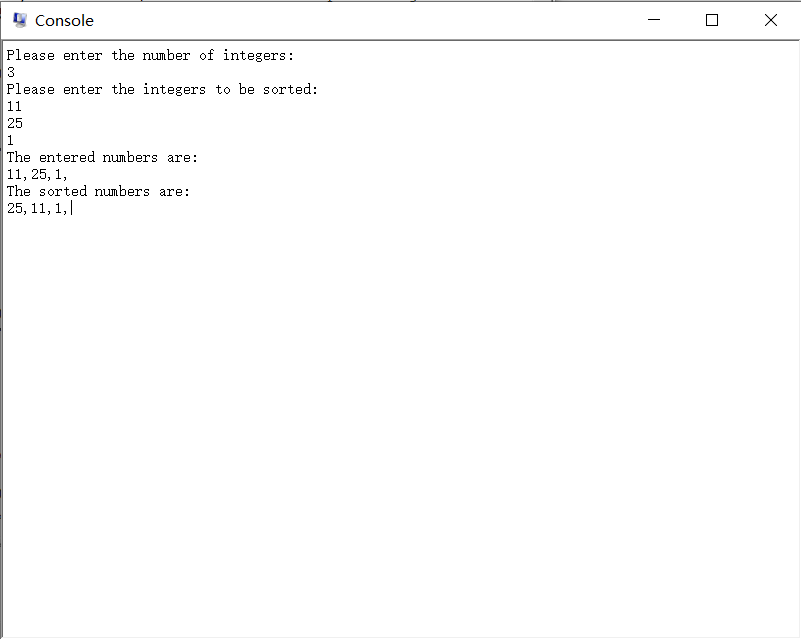 Console
Please enter the number of integers:
3
Please enter the integers to be sorted:
11
25
1
The entered numbers are:
11,25,1,
The sorted numbers are:
25,11,1,